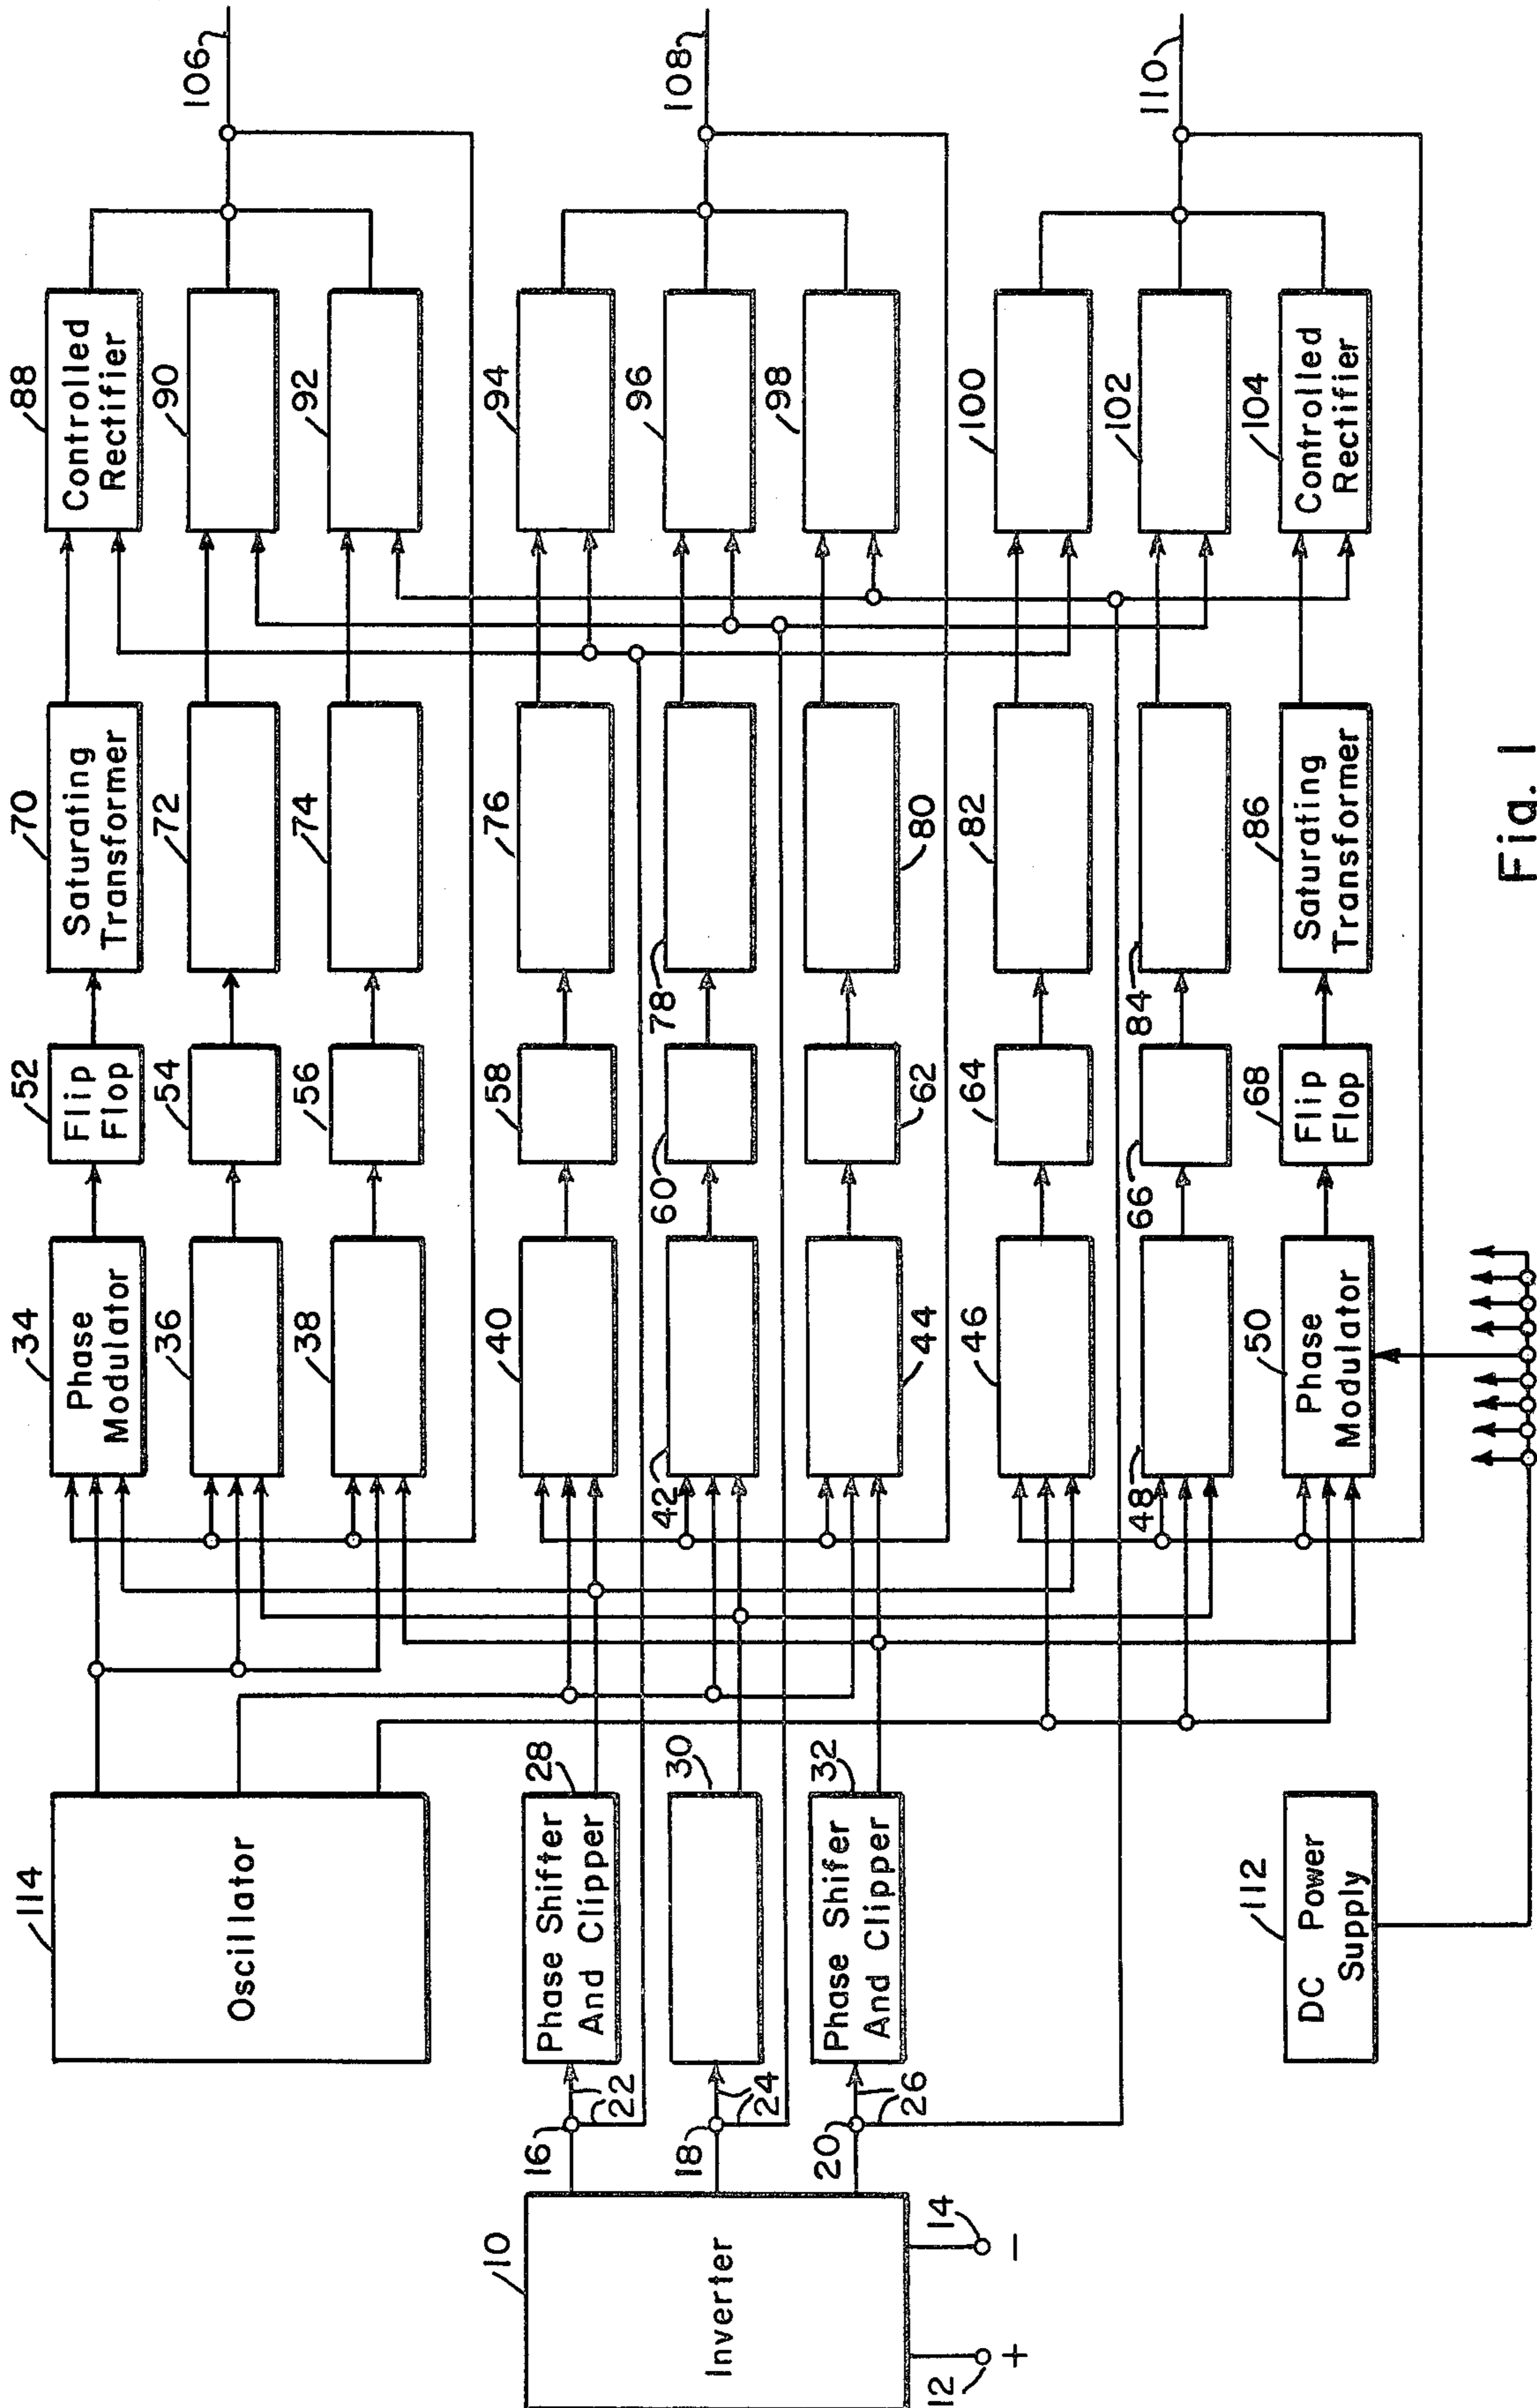 114
Oscillator
34
Phase
Modulator
52
Flip
Flop
70
Saturating
Transformer
88
Controlled
Rectifier
106
36
54
72
90
38
56
74
92
10
Inverter
12
+
14
-
16
22
28
Phase Shifter
And Clipper
40
58
76
94
108
18
24
30
42
60
78
96
20
26
32
Phase Shifer
And Clipper
44
62
80
98
46
64
82
100
110
48
66
84
102
112
DC Power
Supply
50
Phase
Modulator
68
Flip
Flop
86
Saturating
Transformer
104
Controlled
Rectifier
Fig. 1